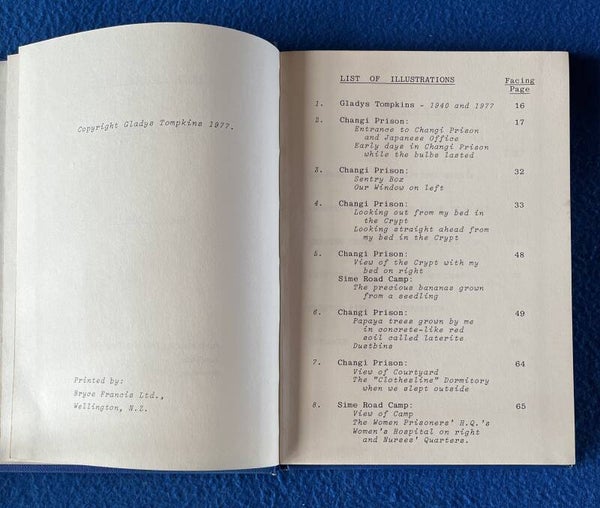 Copyright Gladys Tompkins 1977.
Printed by:
Bryce Francis Ltd.,
Wellington, N.Z.
LIST OF ILLUSTRATIONS
Facing
Page
1. Gladys Tompkins - 1940 and 1977 16
2. Changi Prison: 17
Entrance to Changi Prison
and Japanese Office
Early days in Changi Prison
while the bulbs lasted
3. Changi Prison: 32
Sentry Box
Our Window on left
4. Changi Prison: 33
Looking out from my bed in
the Crypt
Looking straight ahead from
my bed in the Crypt
5. Changi Prison: 48
View of the Crypt with my
bed on right
Sime Road Camp:
The precious bananas grown
from a seedling
6. Changi Prison: 49
Papaya trees grown by me
in concrete-like red
soil called laterite
Dustbins
7. Changi Prison: 64
View of Courtyard
The "Clothesline" Dormitory
when we slept outside
8. Sime Road Camp: 65
View of Camp
The Women Prisoners' H.Q.'s
Women's Hospital on right
and Nurses' Quarters.